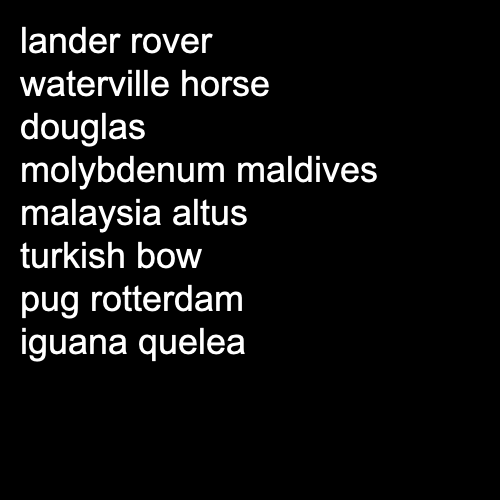 lander rover
waterville horse
douglas
molybdenum maldives
malaysia altus
turkish bow
pug rotterdam
iguana quelea